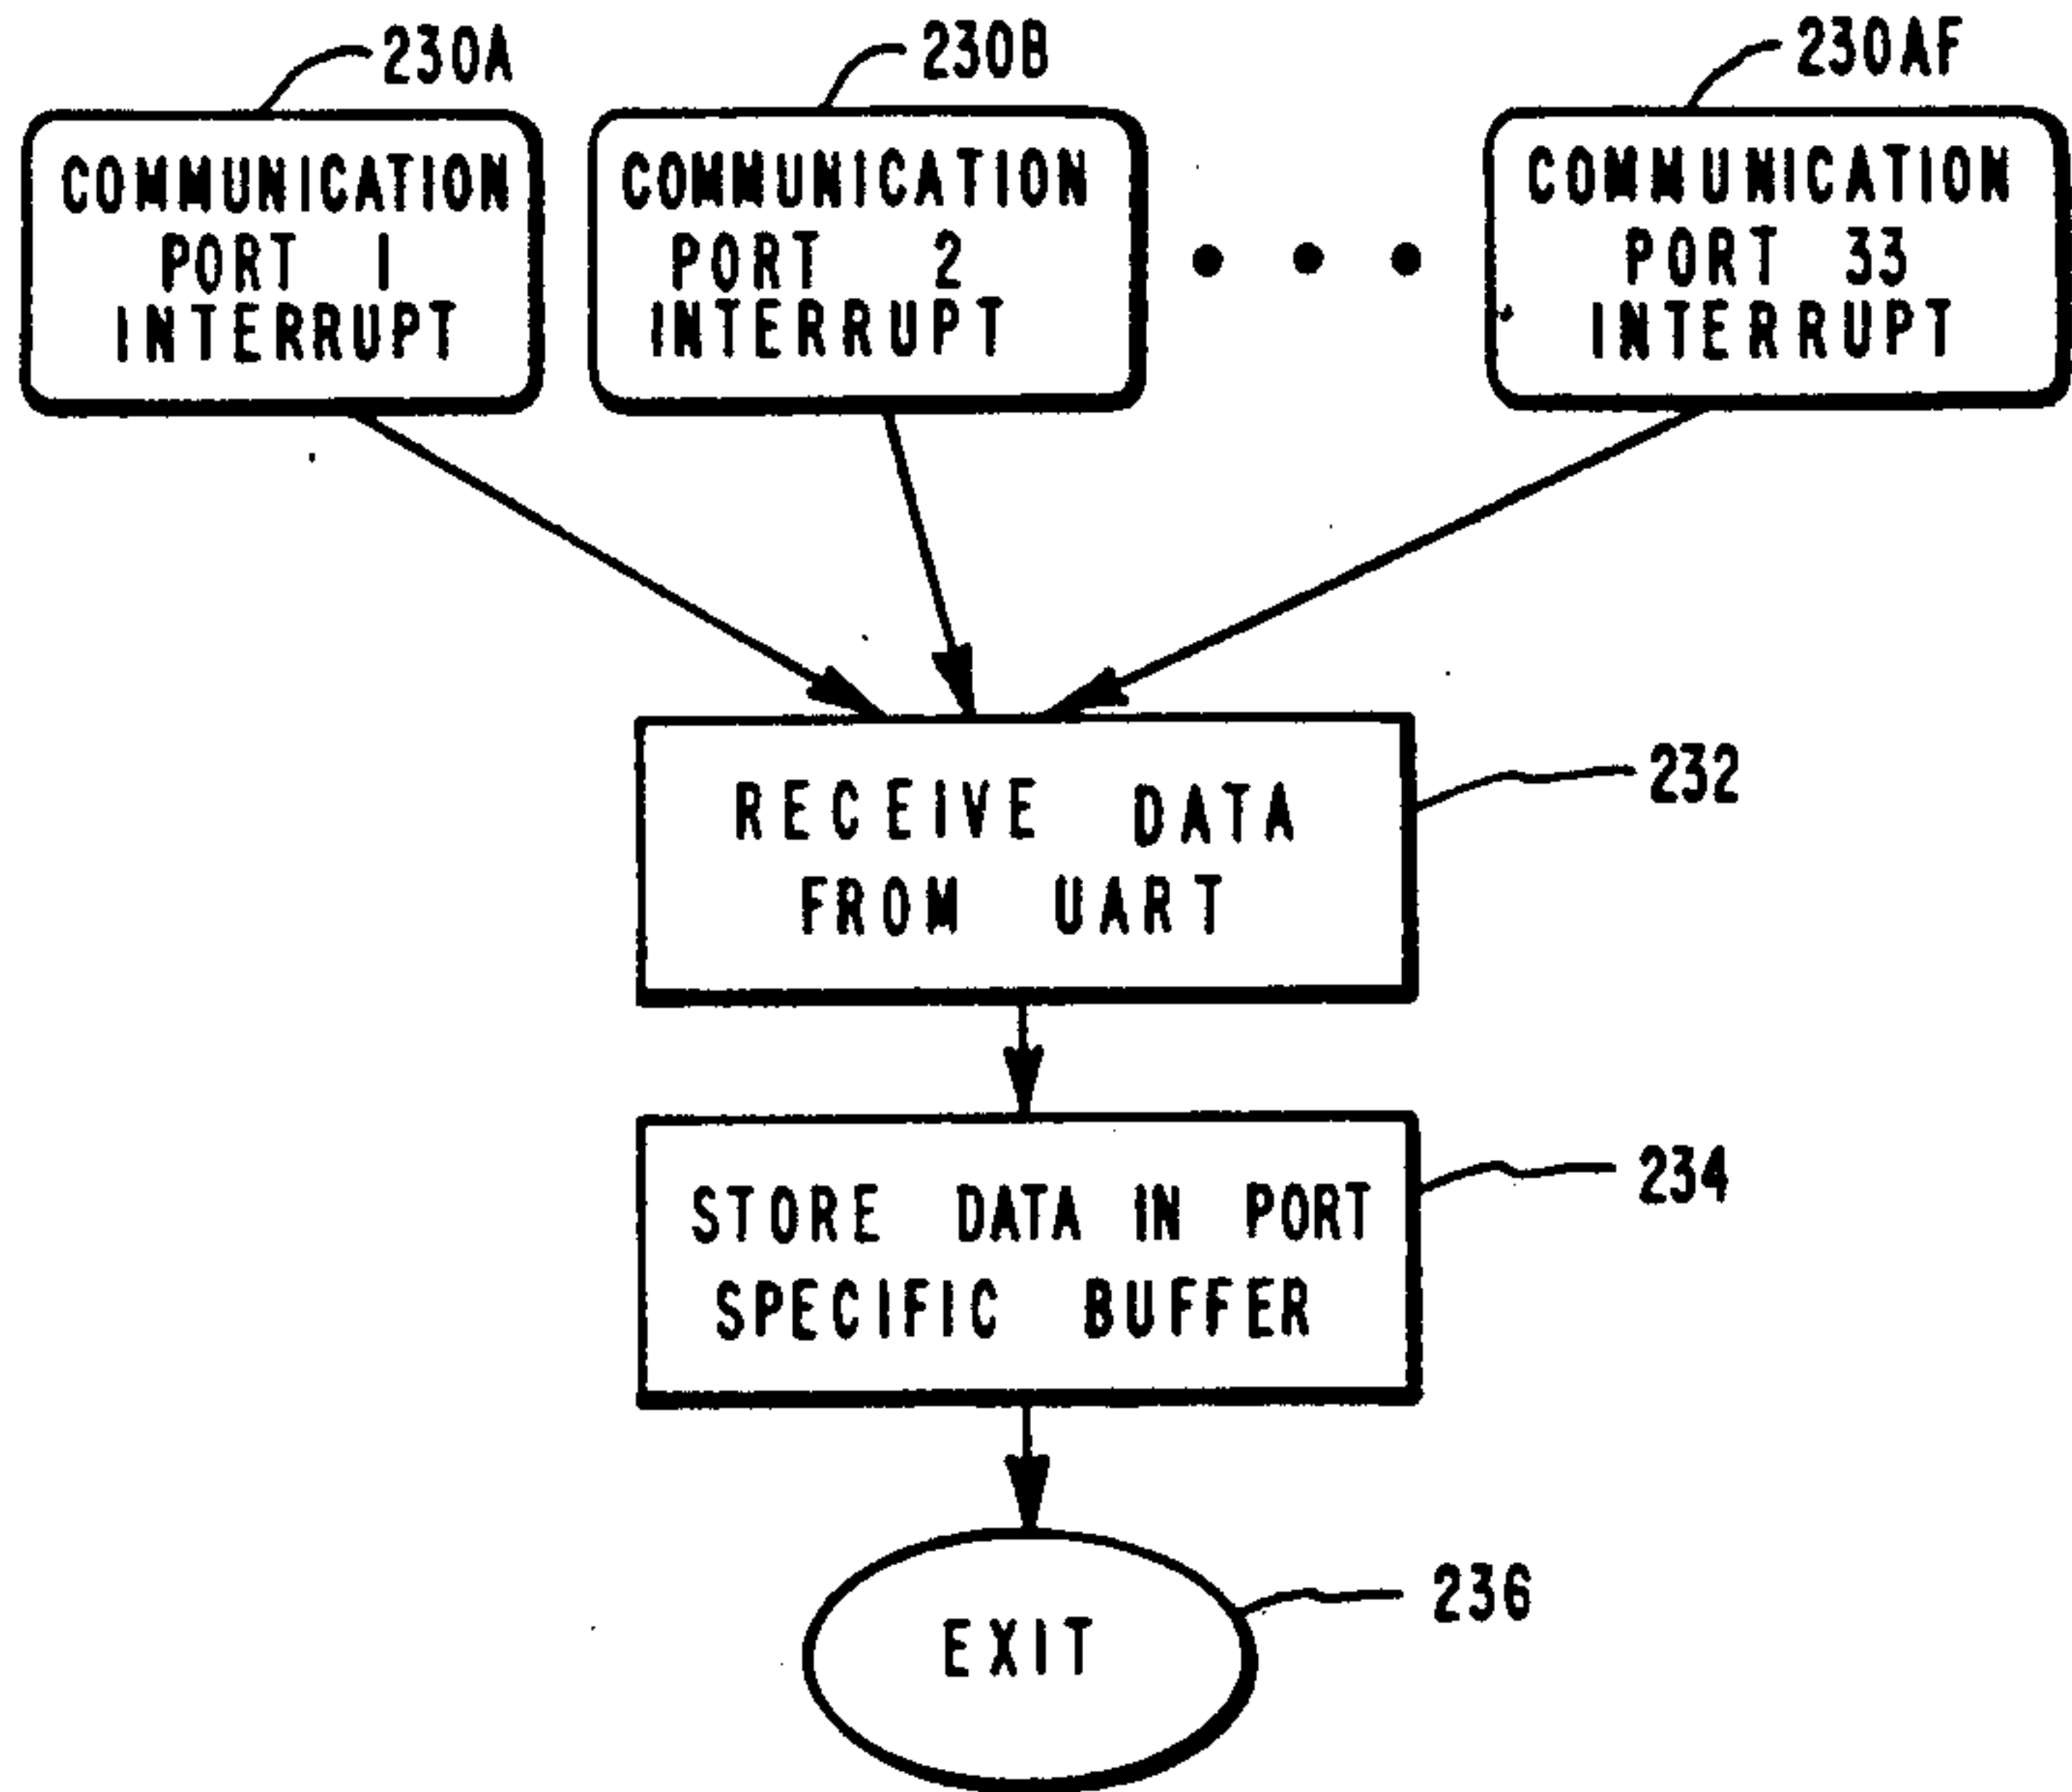 230A
230B
230AF
COMMUNICATION
PORT 1
INTERRUPT
COMMUNICATION
PORT 2
INTERRUPT
COMMUNICATION
PORT 33
INTERRUPT
RECEIVE DATA
FROM UART
232
STORE DATA IN PORT
SPECIFIC BUFFER
234
EXIT
236